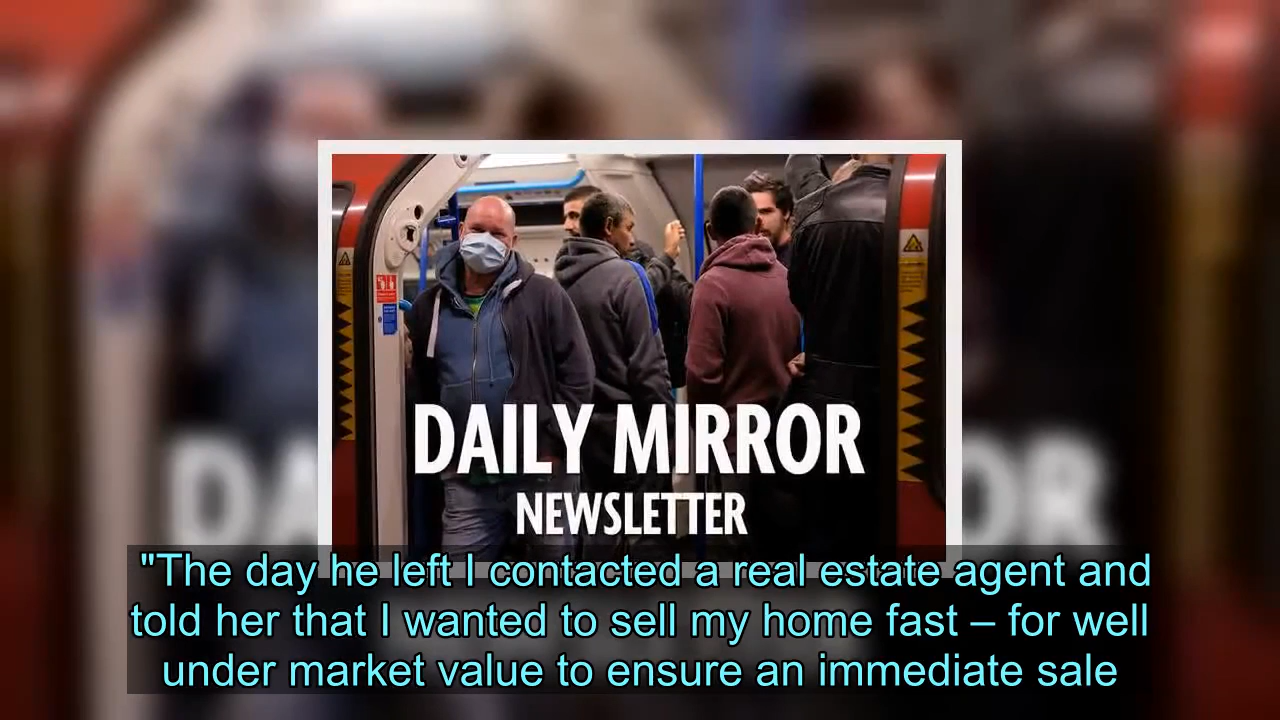 DAILY MIRROR
NEWSLETTER
"The day he left I contacted a real estate agent and
told her that I wanted to sell my home fast – for well
under market value to ensure an immediate sale